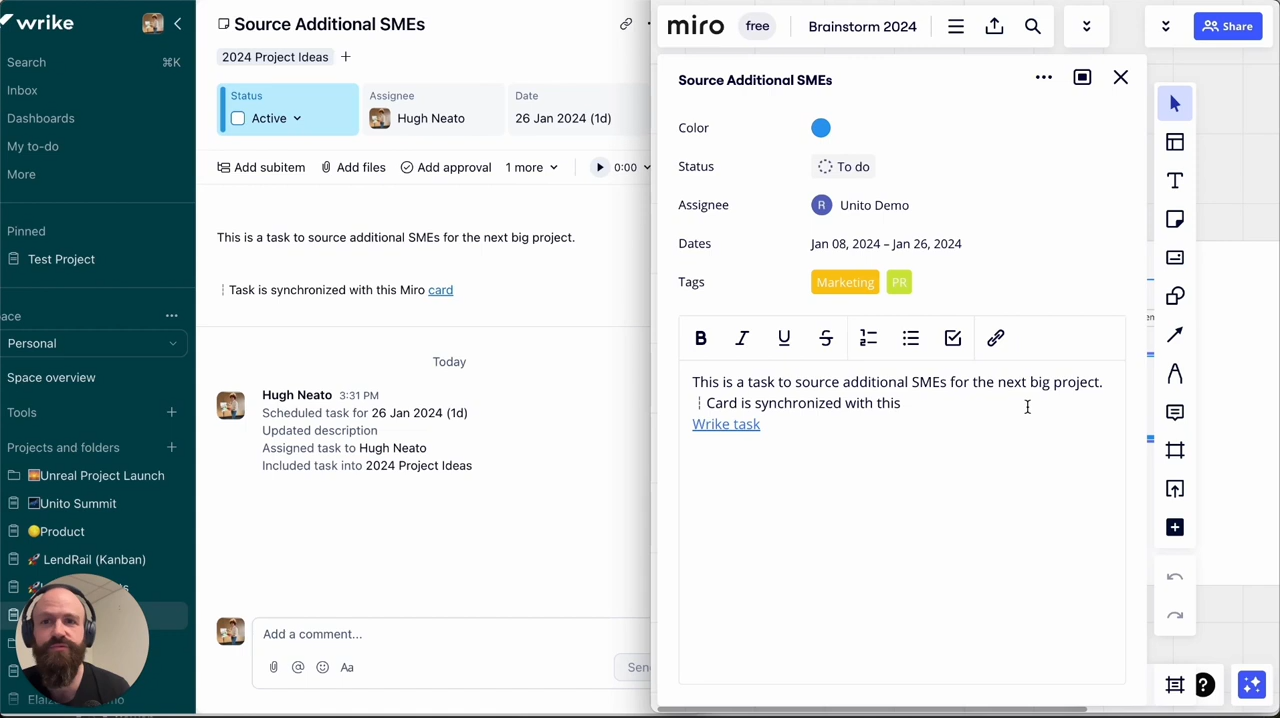 wrike
Search ⌘K
Inbox
Dashboards
My to-do
More
Pinned
Test Project
pace
Personal
Space overview
Tools
Projects and folders
Unreal Project Launch
Unito Summit
Product
LendRail (Kanban)
Source Additional SMEs
2024 Project Ideas
Status
Active
Assignee
Hugh Neato
Date
26 Jan 2024 (1d)
Add subitem Add files Add approval 1 more 0:00
This is a task to source additional SMEs for the next big project.
Task is synchronized with this Miro card
Today
Hugh Neato 3:31 PM
Scheduled task for 26 Jan 2024 (1d)
Updated description
Assigned task to Hugh Neato
Included task into 2024 Project Ideas
Add a comment...
Aa
Sen
miro free Brainstorm 2024 Share
Source Additional SMEs
Color
Status To do
Assignee R Unito Demo
Dates Jan 08, 2024 – Jan 26, 2024
Tags Marketing PR
B I U S
This is a task to source additional SMEs for the next big project.
Card is synchronized with this
Wrike task